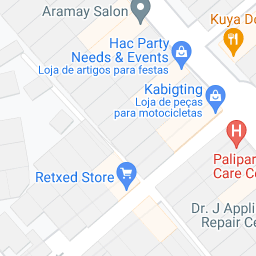 Aramay Salon
Kuya Do
Hac Party
Needs & Events
Loja de artigos para festas
Kabigting
Loja de peças
para motocicletas
H
Palipar
Care Ce
Retxed Store
Dr. J Appli
Repair Ce